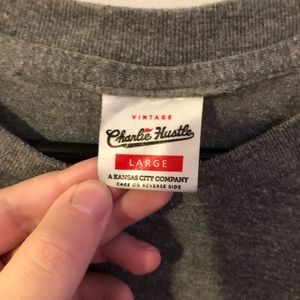 VINTAGE
Charlie Hustle
LARGE
A KANSAS CITY COMPANY
CARE ON REVERSE SIDE